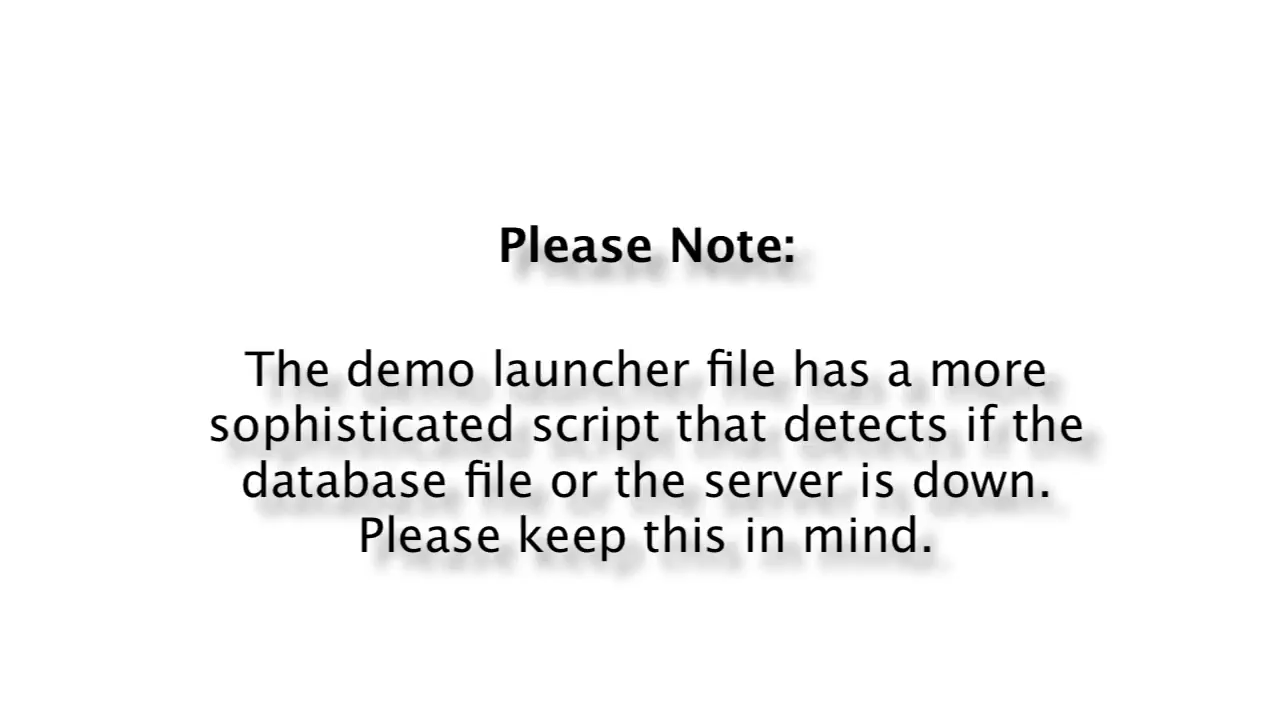 Please Note:
The demo launcher file has a more
sophisticated script that detects if the
database file or the server is down.
Please keep this in mind.